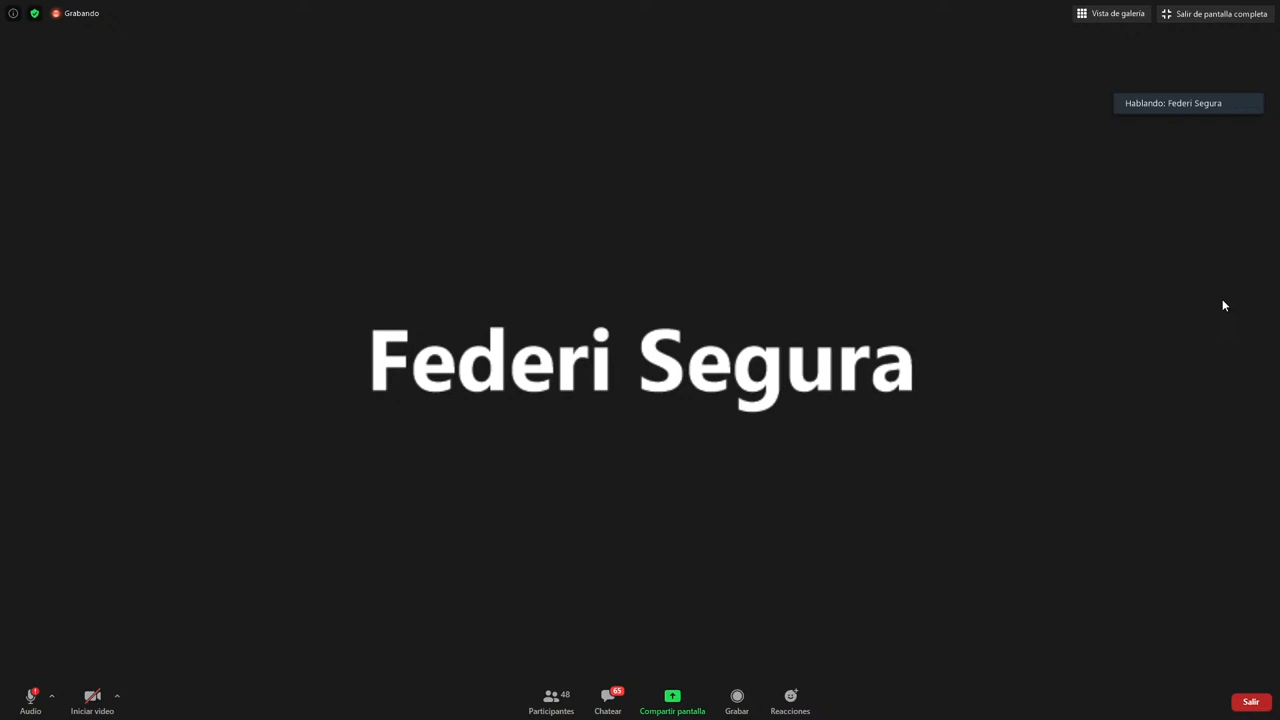 Grabando
Vista de galería
Salir de pantalla completa
Hablando: Federi Segura
Federi Segura
Audio
Iniciar video
48
Participantes
65
Chatear
Compartir pantalla
Grabar
Reacciones
Salir